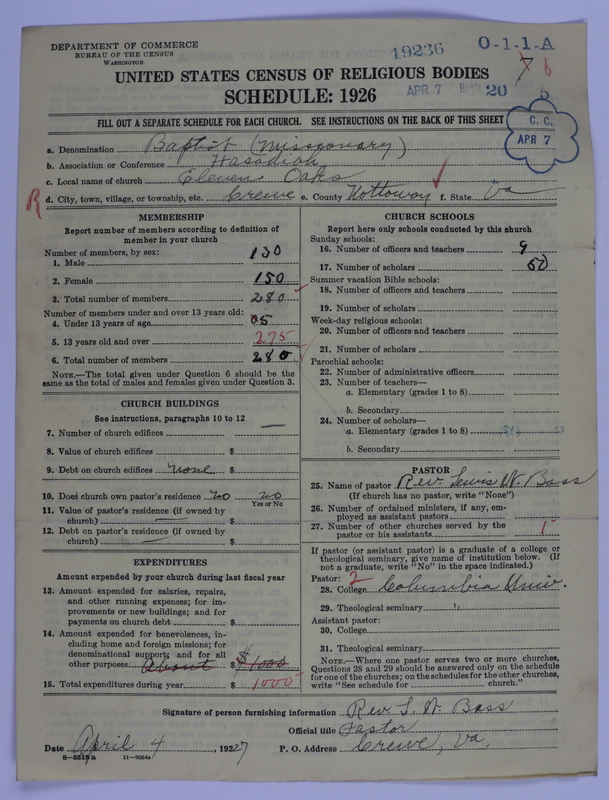 DEPARTMENT OF COMMERCE
BUREAU OF THE CENSUS
WASHINGTON
19236
O-1-1-A
7 6
UNITED STATES CENSUS OF RELIGIOUS BODIES
SCHEDULE: 1926
APR 7
20
5
FILL OUT A SEPARATE SCHEDULE FOR EACH CHURCH. SEE INSTRUCTIONS ON THE BACK OF THIS SHEET
C. C.
APR 7
a. Denomination Baptist (Missionary)
b. Association or Conference Hasadiah
c. Local name of church Eleven Oaks
R d. City, town, village, or township, etc. Crewe e. County Nottoway f. State Va
MEMBERSHIP
Report number of members according to definition of
member in your church
Number of members, by sex:
1. Male 130
2. Female 150
3. Total number of members 280
Number of members under and over 13 years old:
4. Under 13 years of age 05
5. 13 years old and over 275
6. Total number of members 280
NOTE.—The total given under Question 6 should be
same as the total of males and females given under Question 3.
CHURCH BUILDINGS
See instructions, paragraphs 10 to 12
7. Number of church edifices —
8. Value of church edifices $
9. Debt on church edifices none $
10. Does church own pastor's residence no no
Yes or No
11. Value of pastor's residence (if owned by
church) — $
12. Debt on pastor's residence (if owned by
church) — $
EXPENDITURES
Amount expended by your church during last fiscal year
13. Amount expended for salaries, repairs,
and other running expenses; for im-
provements or new buildings; and for
payments on church debt $
14. Amount expended for benevolences, in-
cluding home and foreign missions; for
denominational support; and for all
other purposes About $ $1000
15. Total expenditures during year $ 1000
CHURCH SCHOOLS
Report here only schools conducted by this church
Sunday schools:
16. Number of officers and teachers 9
17. Number of scholars 50
Summer vacation Bible schools:
18. Number of officers and teachers
19. Number of scholars
Week-day religious schools:
20. Number of officers and teachers
21. Number of scholars
Parochial schools:
22. Number of administrative officers
23. Number of teachers—
a. Elementary (grades 1 to 8)
b. Secondary
24. Number of scholars—
a. Elementary (grades 1 to 8)
b. Secondary
PASTOR
25. Name of pastor Rev. Lewis W. Bass
(If church has no pastor, write "None")
26. Number of ordained ministers, if any, em-
ployed as assistant pastors
27. Number of other churches served by the
pastor or his assistants 1
If pastor (or assistant pastor) is a graduate of a college or
theological seminary, give name of institution below. (If
not a graduate, write "No" in the space indicated.)
Pastor: 2
28. College Columbia Univ.
29. Theological seminary "
Assistant pastor:
30. College
31. Theological seminary
NOTE.—Where one pastor serves two or more churches,
Questions 28 and 29 should be answered only on the schedule
for one of the churches; on the schedules for the other churches,
write "See schedule for church."
Signature of person furnishing information Rev L. W. Bass
Official title Pastor
Date April 4, 1927 P. O. Address Crewe, Va.
8—5518a 11—9084a